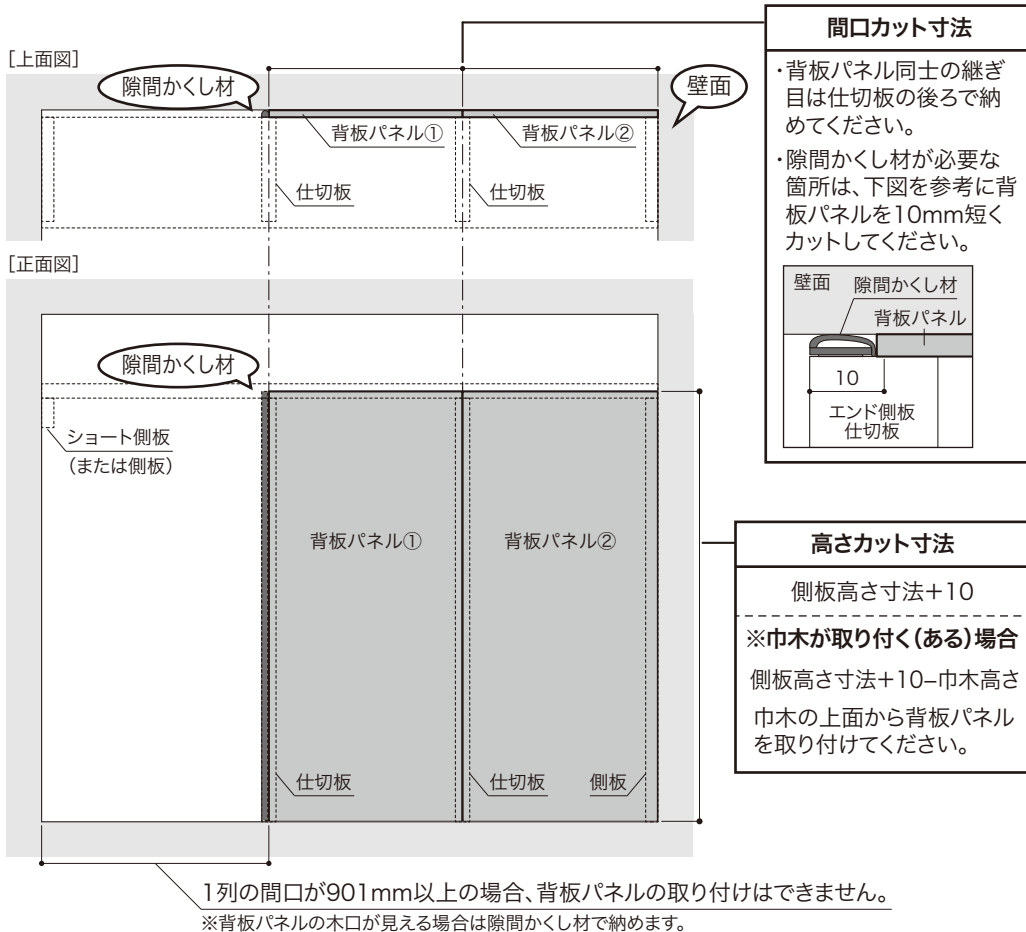 [上面図]
隙間かくし材
壁面
背板パネル①
背板パネル②
仕切板
仕切板
[正面図]
隙間かくし材
ショート側板
(または側板)
背板パネル①
背板パネル②
仕切板
仕切板
側板
1列の間口が901mm以上の場合、背板パネルの取り付けはできません。
※背板パネルの木口が見える場合は隙間かくし材で納めます。
間口カット寸法
・背板パネル同士の継ぎ
目は仕切板の後ろで納
めてください。
・隙間かくし材が必要な
箇所は、下図を参考に背
板パネルを10mm短く
カットしてください。
壁面
隙間かくし材
背板パネル
10
エンド側板
仕切板
高さカット寸法
側板高さ寸法+10
※巾木が取り付く(ある)場合
側板高さ寸法+10−巾木高さ
巾木の上面から背板パネル
を取り付けてください。